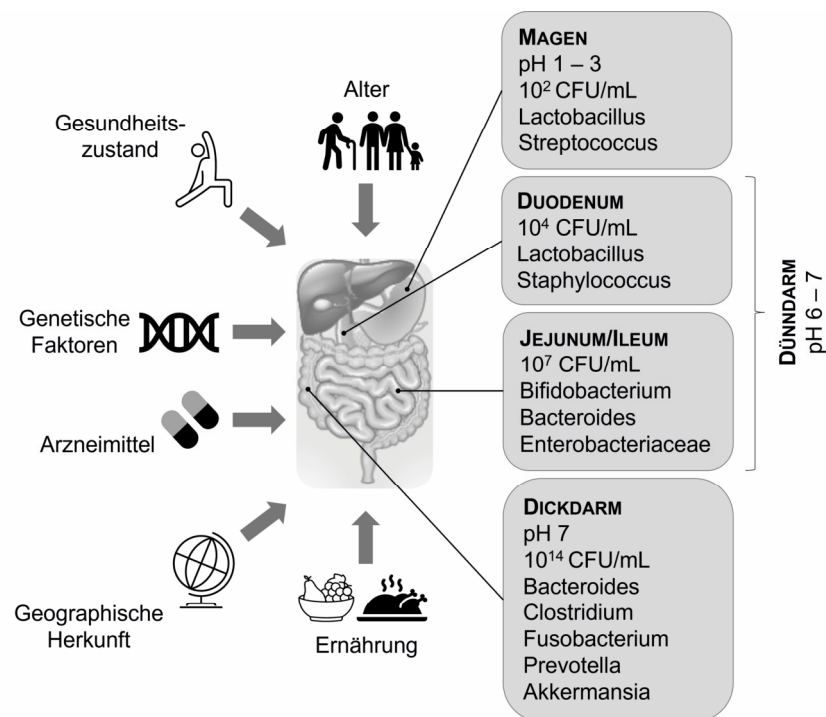 Gesundheits-
zustand
Alter
Genetische
Faktoren
Arzneimittel
Geographische
Herkunft
Ernährung
MAGEN
pH 1 – 3
10² CFU/mL
Lactobacillus
Streptococcus
DUODENUM
10⁴ CFU/mL
Lactobacillus
Staphylococcus
JEJUNUM/ILEUM
10⁷ CFU/mL
Bifidobacterium
Bacteroides
Enterobacteriaceae
DÜNNDARM
pH 6 – 7
DICKDARM
pH 7
10¹⁴ CFU/mL
Bacteroides
Clostridium
Fusobacterium
Prevotella
Akkermansia